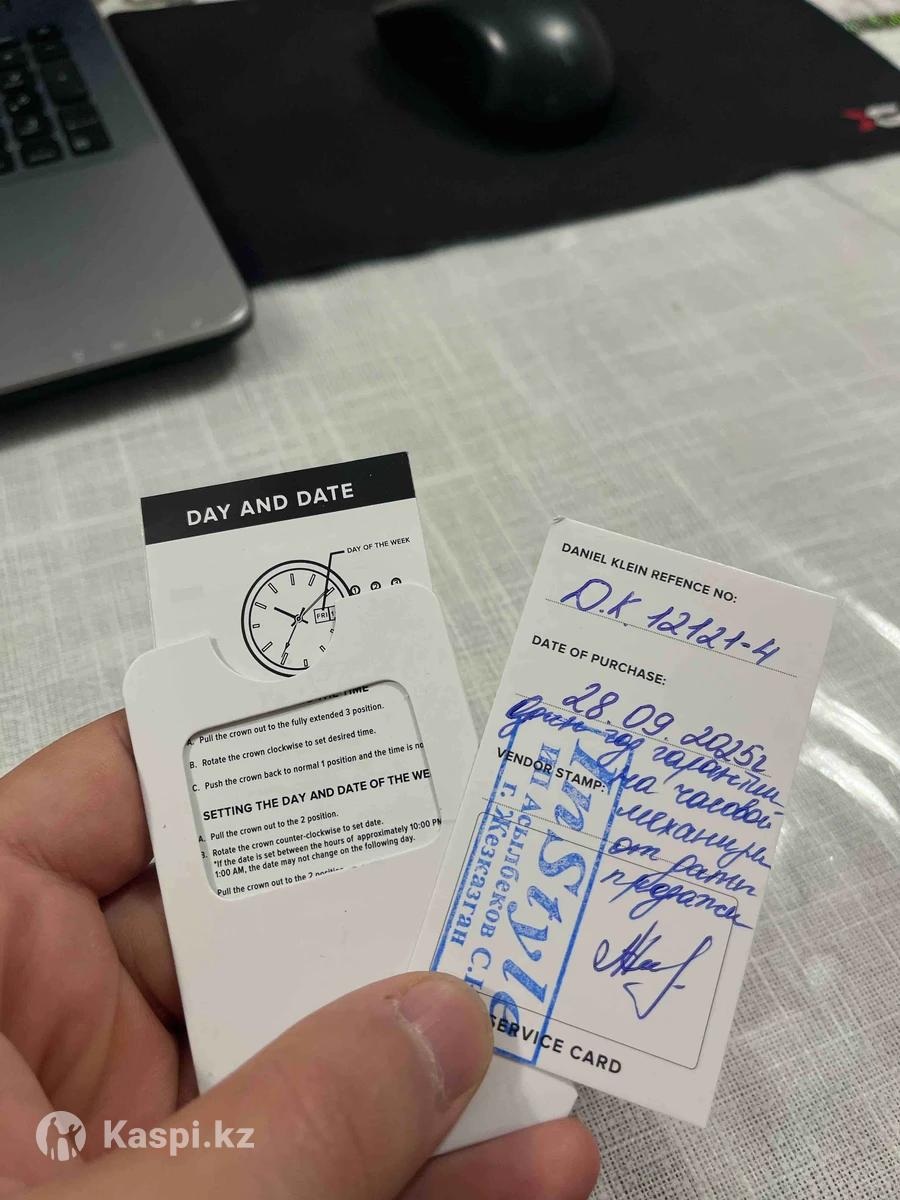 DAY AND DATE
DAY OF THE WEEK
1 2 3
FRI 1
A. Pull the crown out to the fully extended 3 position.
B. Rotate the crown clockwise to set desired time.
C. Push the crown back to normal 1 position and the time is
SETTING THE DAY AND DATE OF THE WE
A. Pull the crown out to the 2 position.
B. Rotate the crown counter-clockwise to set date.
*If the date is set between the hours of approximately 10:00 PM
1:00 AM, the date may not change on the following day.
Pull the crown out to the 2
DANIEL KLEIN REFENCE NO:
D.K 12121-4
DATE OF PURCHASE:
28.09.2025г
Один год гарантии
VENDOR STAMP:
на часовой
механизм
от даты
продажи
InStyle
ИП Асылбеков С.
г. Жезказган
SERVICE CARD
Kaspi.kz